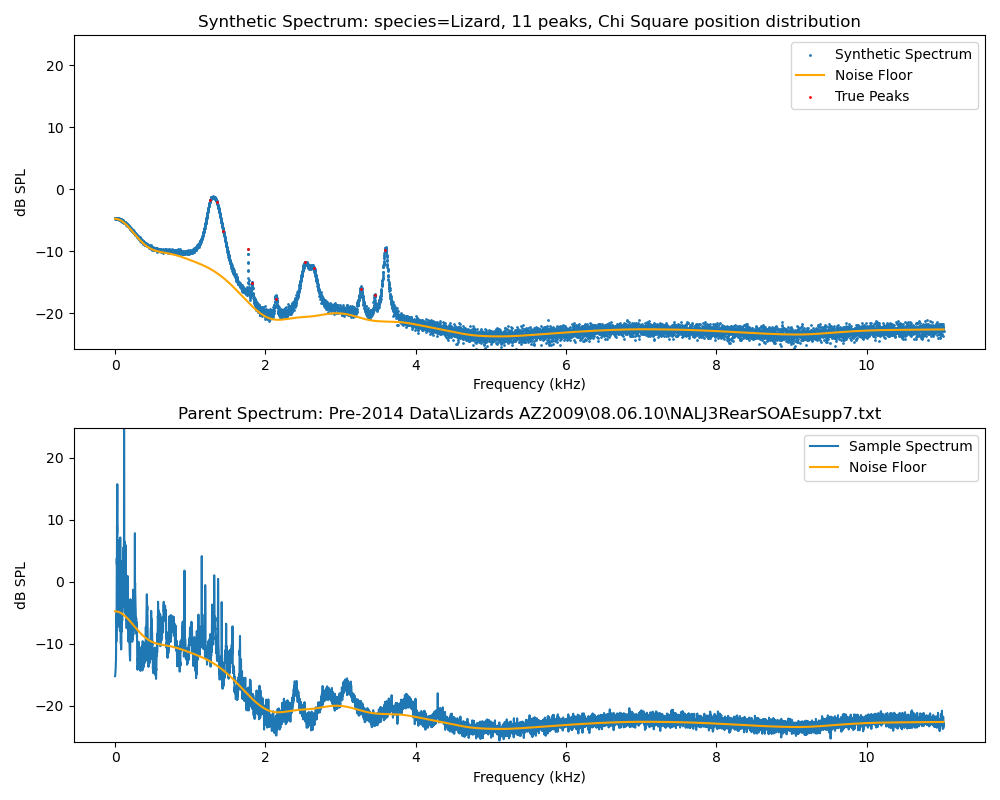 Synthetic Spectrum: species=Lizard, 11 peaks, Chi Square position distribution
20
10
0
−10
−20
dB SPL
Synthetic Spectrum
Noise Floor
True Peaks
0 2 4 6 8 10
Frequency (kHz)
Parent Spectrum: Pre-2014 Data\Lizards AZ2009\08.06.10\NALJ3RearSOAEsupp7.txt
20
10
0
−10
−20
dB SPL
Sample Spectrum
Noise Floor
0 2 4 6 8 10
Frequency (kHz)